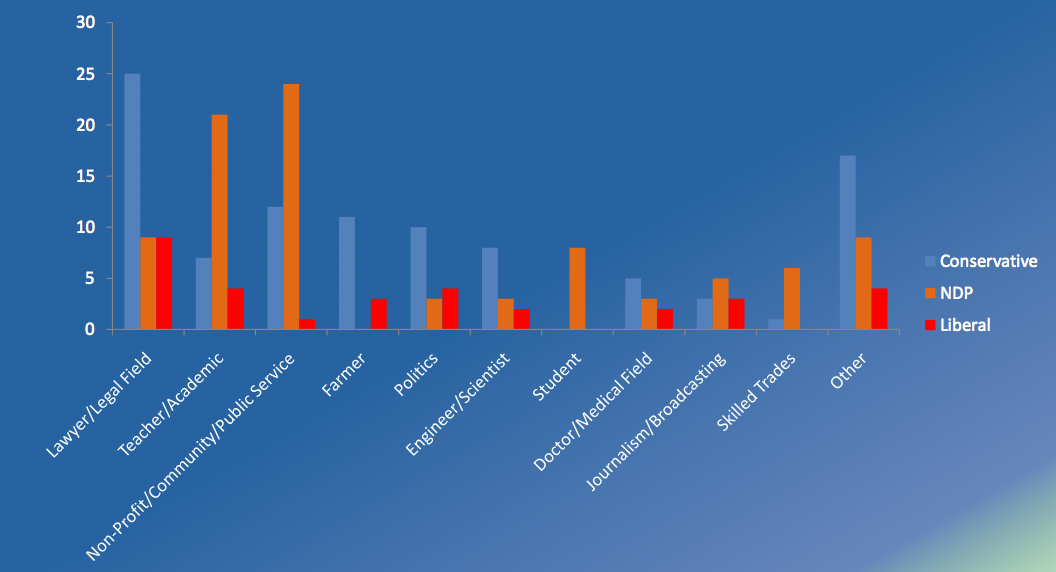 30
25
20
15
10
5
0
Lawyer/Legal Field
Teacher/Academic
Non-Profit/Community/Public Service
Farmer
Politics
Engineer/Scientist
Student
Doctor/Medical Field
Journalism/Broadcasting
Skilled Trades
Other
Conservative
NDP
Liberal